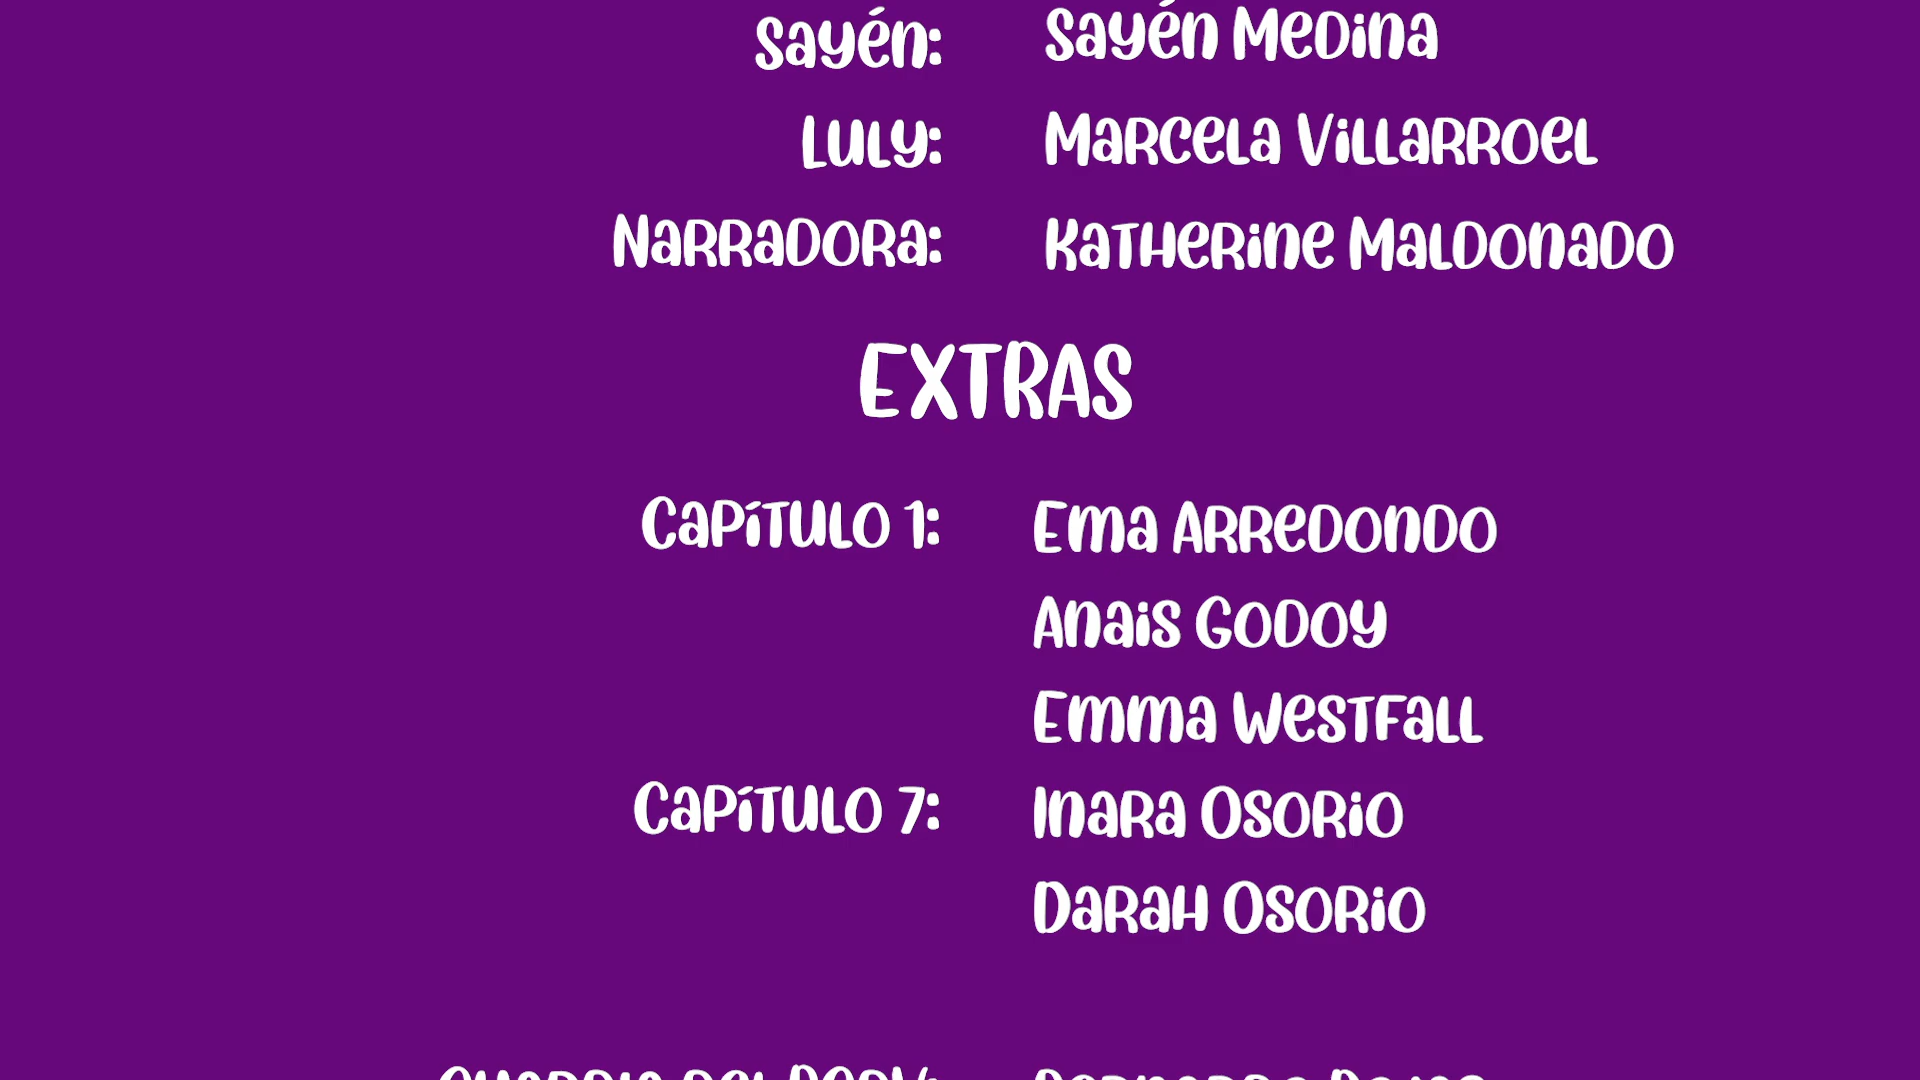 Sayén: Sayén Medina
Luly: Marcela Villarroel
Narradora: Katherine Maldonado
EXTRAS
Capítulo 1: Ema Arredondo
Anais Godoy
Emma Westfall
Capítulo 7: Inara Osorio
Darah Osorio